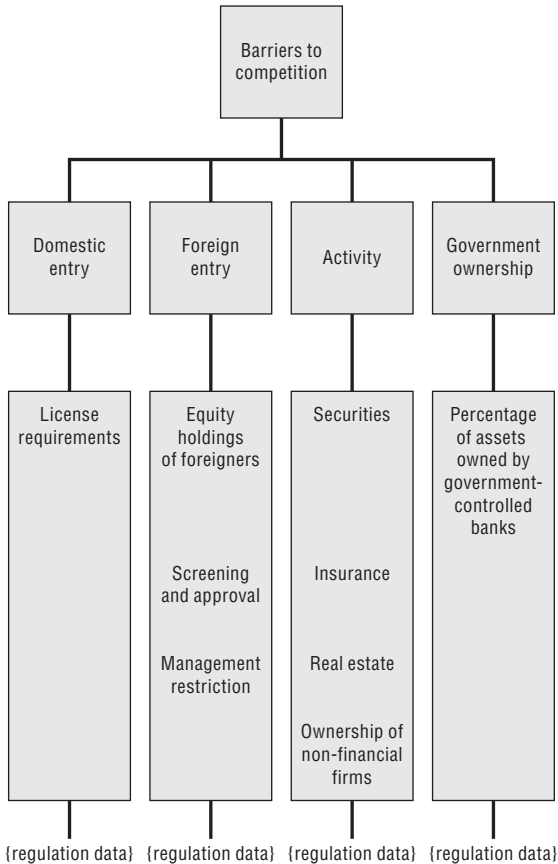 Barriers to
competition
Domestic
entry
Foreign
entry
Activity
Government
ownership
License
requirements
Equity
holdings
of foreigners
Screening
and approval
Management
restriction
Securities
Insurance
Real estate
Ownership of
non-financial
firms
Percentage
of assets
owned by
government-
controlled
banks
{regulation data} {regulation data} {regulation data} {regulation data}